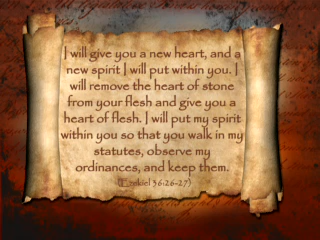 I will give you a new heart, and a
new spirit I will put within you. I
will remove the heart of stone
from your flesh and give you a
heart of flesh. I will put my spirit
within you so that you walk in my
statutes, observe my
ordinances, and keep them.
(Ezekiel 36:26-27)